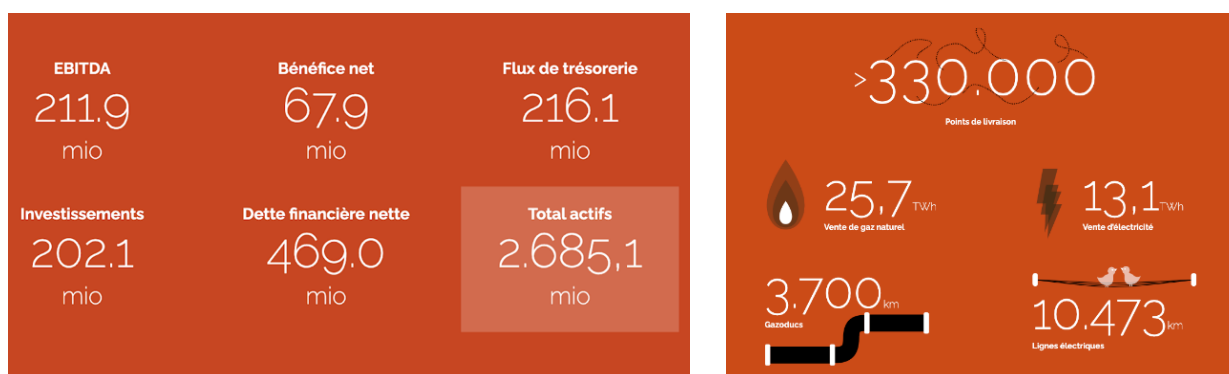 EBITDA
211.9
mio
Bénéfice net
67.9
mio
Flux de trésorerie
216.1
mio
Investissements
202.1
mio
Dette financière nette
469.0
mio
Total actifs
2.685,1
mio
>330.000
Points de livraison
25,7 TWh
Vente de gaz naturel
13,1 TWh
Vente d'électricité
3.700 km
Gazoducs
10.473 km
Lignes électriques